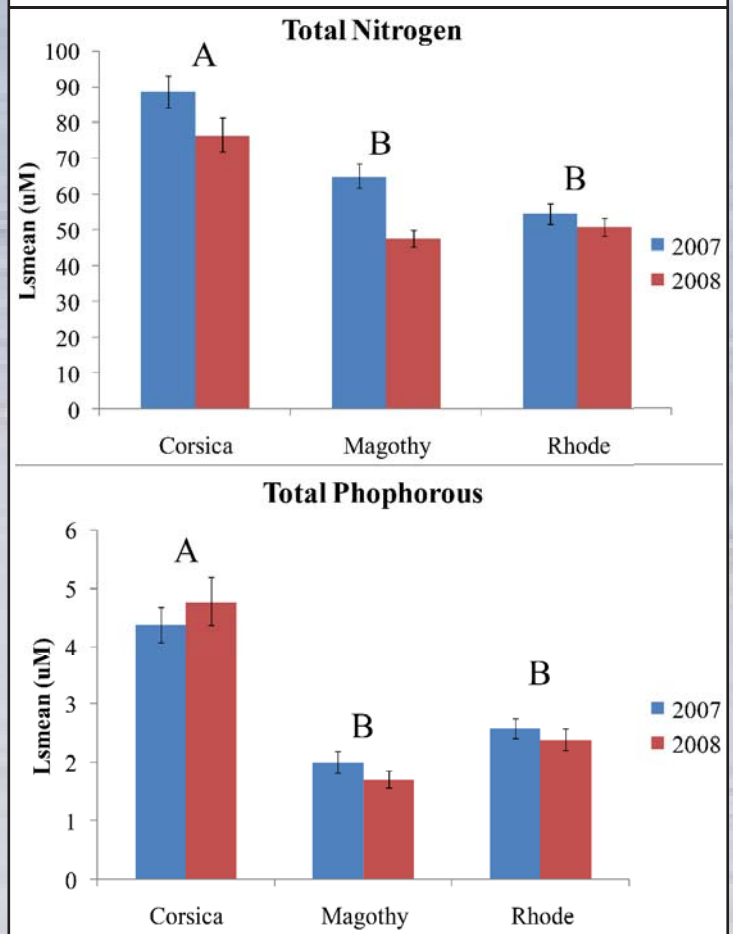 Total Nitrogen
100
90
80
70
60
50
40
30
20
10
0
Lsmean (uM)
A
B
B
2007
2008
Corsica Magothy Rhode
Total Phophorous
6
5
4
3
2
1
0
Lsmean (uM)
A
B
B
2007
2008
Corsica Magothy Rhode